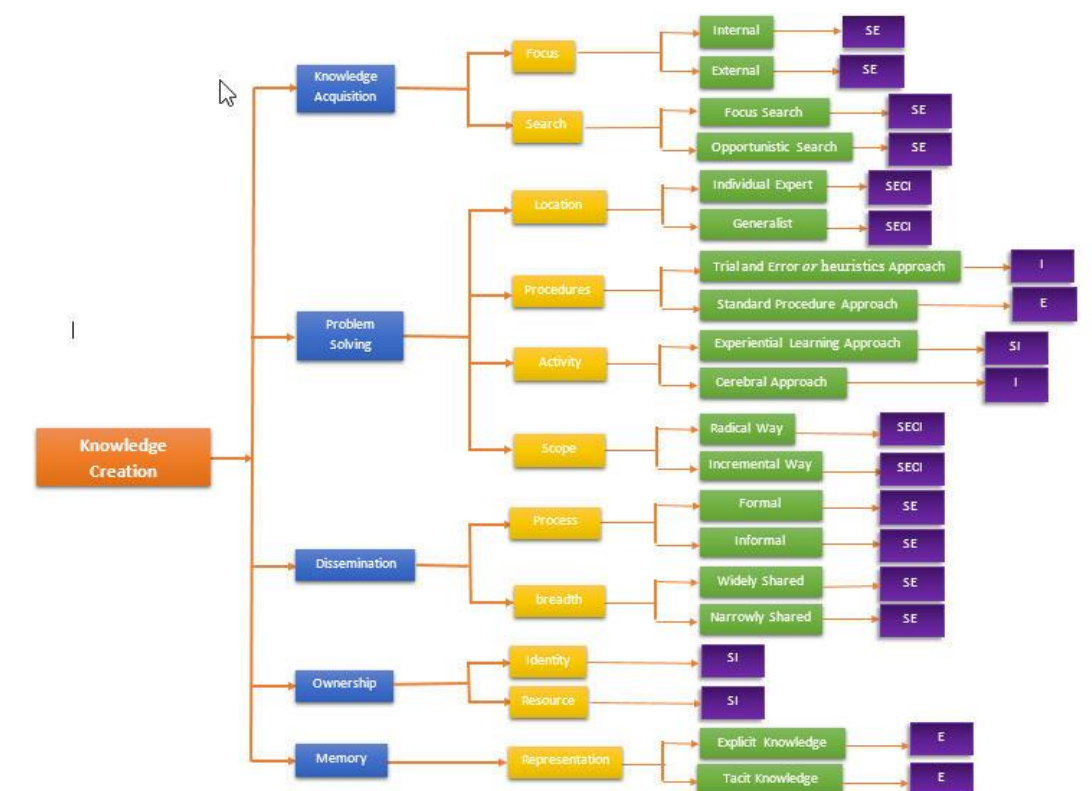 Internal
SE
Focus
External
SE
Knowledge
Acquisition
Focus Search
SE
Search
Opportunistic Search
SE
Individual Expert
SECI
Location
Generalist
SECI
Trial and Error or heuristics Approach
I
Procedures
Standard Procedure Approach
E
Problem
Solving
Experiential Learning Approach
SI
Activity
Cerebral Approach
I
Radical Way
SECI
Scope
Incremental Way
SECI
Knowledge
Creation
Formal
SE
Process
Informal
SE
Dissemination
Widely Shared
SE
breadth
Narrowly Shared
SE
Identity
SI
Ownership
Resource
SI
Explicit Knowledge
E
Memory
Representation
Tacit Knowledge
E